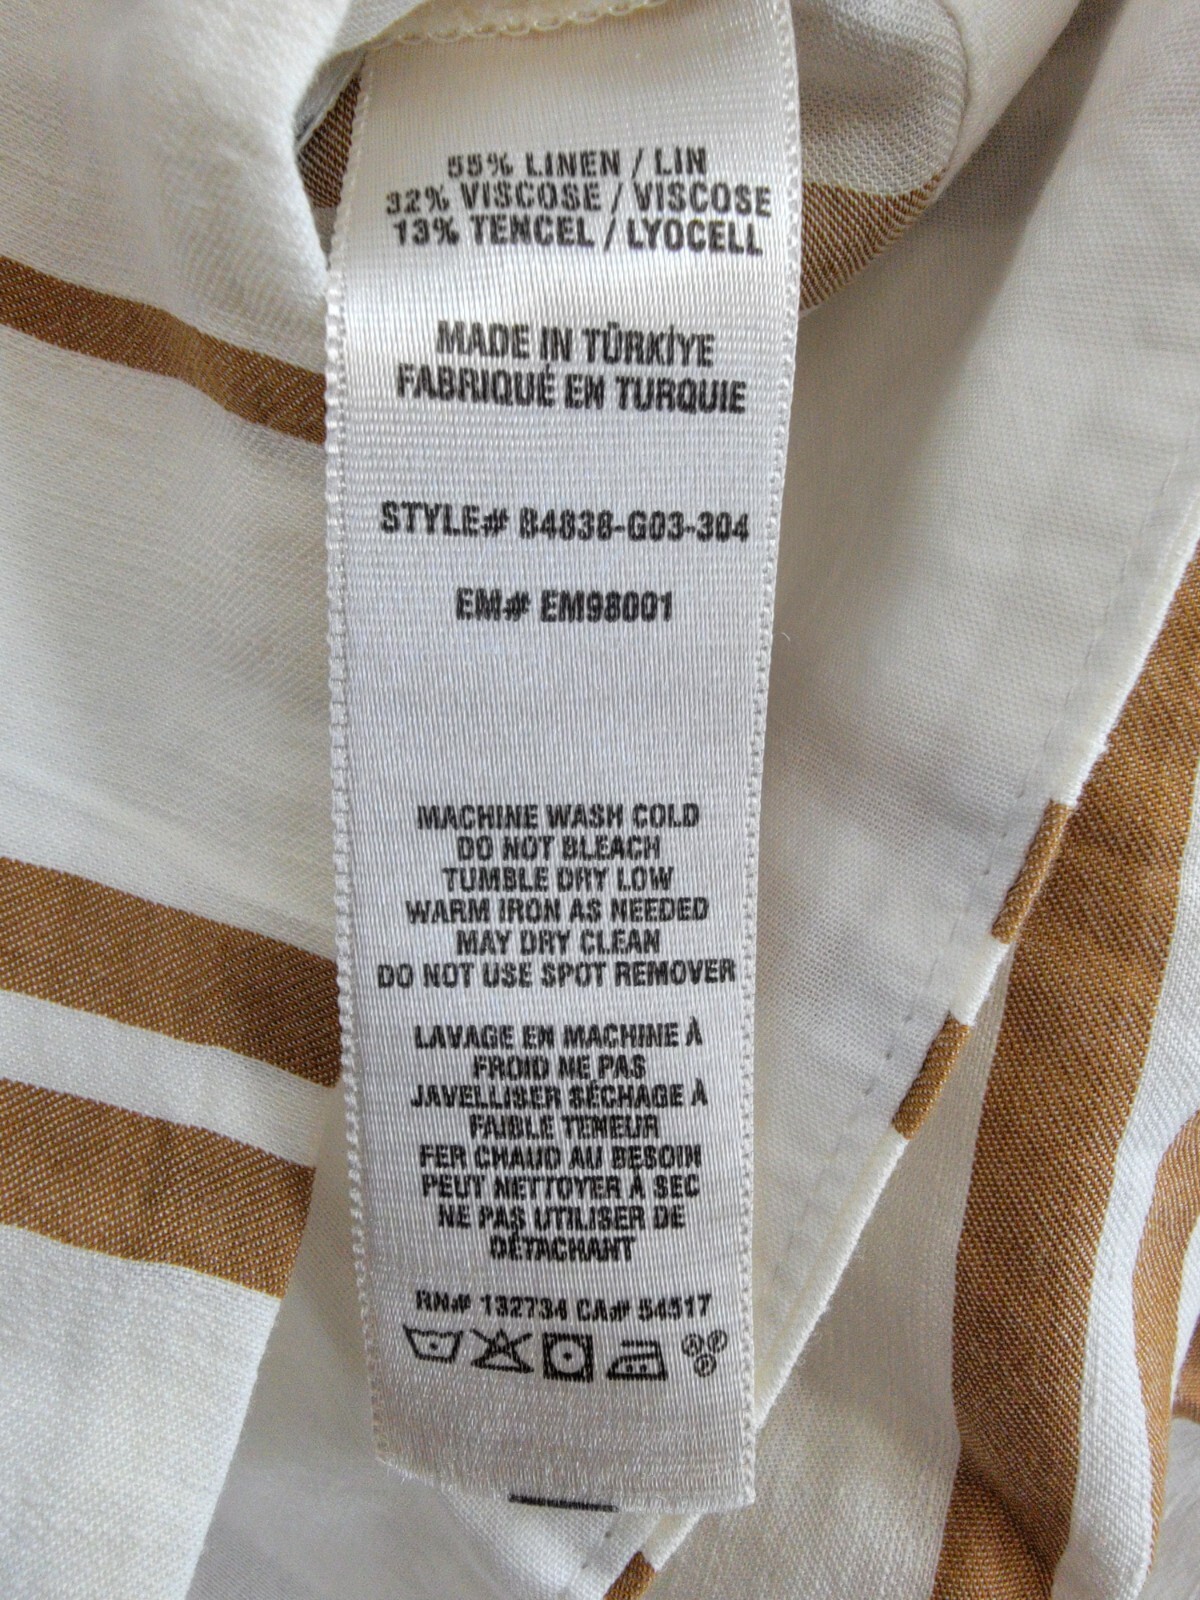 55% LINEN / LIN
32% VISCOSE / VISCOSE
13% TENCEL / LYOCELL
MADE IN TÜRKİYE
FABRIQUÉ EN TURQUIE
STYLE# B4838-G03-304
EM# EM98001
MACHINE WASH COLD
DO NOT BLEACH
TUMBLE DRY LOW
WARM IRON AS NEEDED
MAY DRY CLEAN
DO NOT USE SPOT REMOVER
LAVAGE EN MACHINE À
FROID NE PAS
JAVELLISER SÉCHAGE À
FAIBLE TENEUR
FER CHAUD AU BESOIN
PEUT NETTOYER À SEC
NE PAS UTILISER DE
DÉTACHANT
RN# 132734 CA# 54517